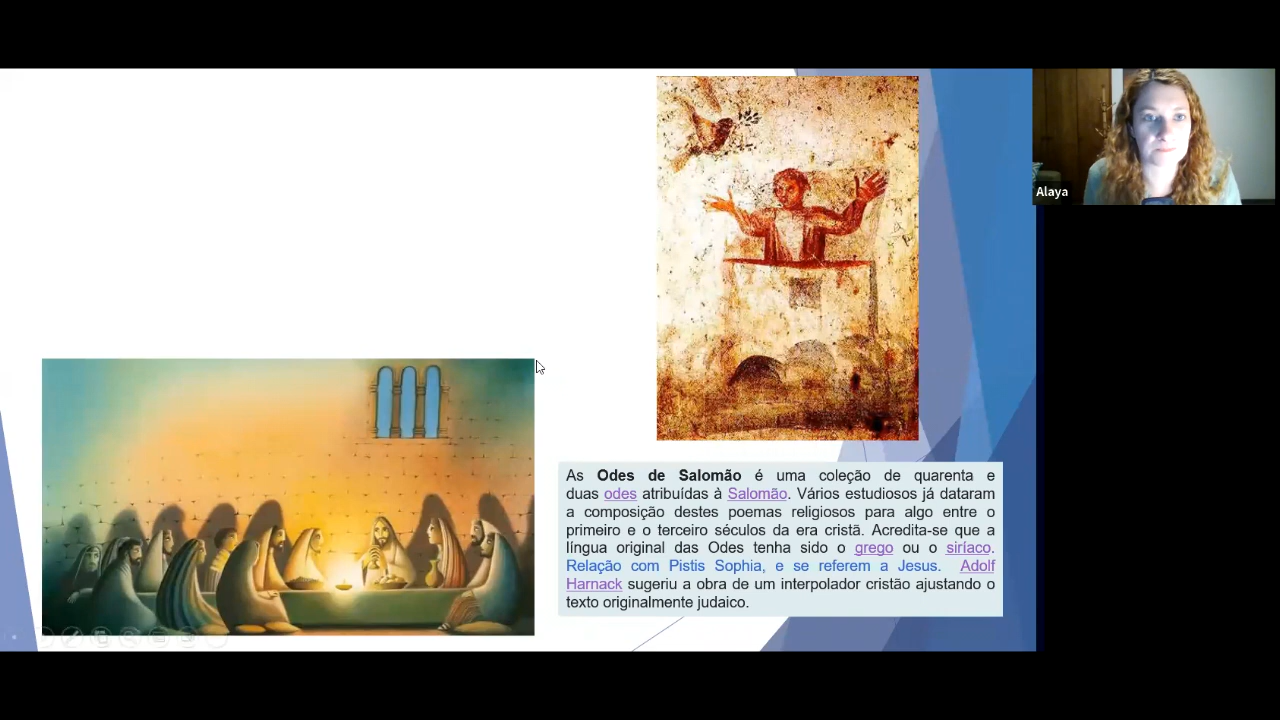 Alaya
As Odes de Salomão é uma coleção de quarenta e
duas odes atribuídas à Salomão. Vários estudiosos já dataram
a composição destes poemas religiosos para algo entre o
primeiro e o terceiro séculos da era cristã. Acredita-se que a
língua original das Odes tenha sido o grego ou o siríaco.
Relação com Pistis Sophia, e se referem a Jesus. Adolf
Harnack sugeriu a obra de um interpolador cristão ajustando o
texto originalmente judaico.